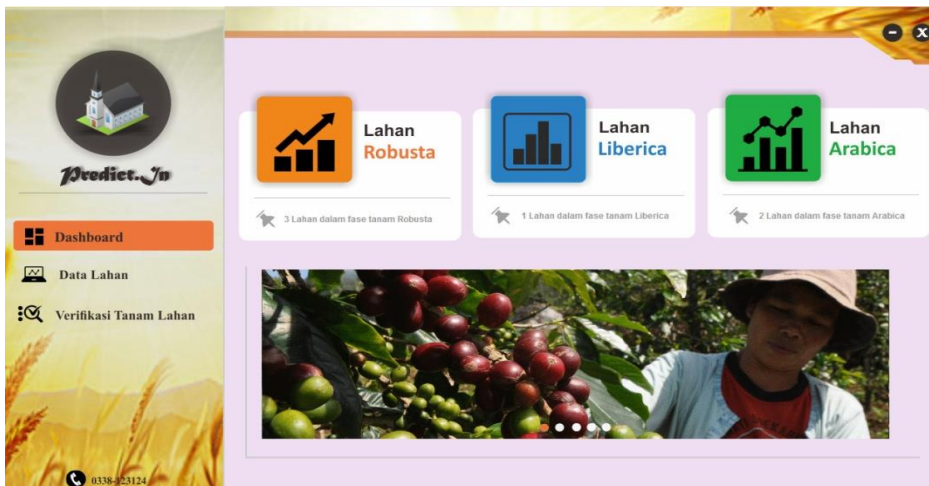 Predict.In
Dashboard
Data Lahan
Verifikasi Tanam Lahan
0338-123124
Lahan
Robusta
3 Lahan dalam fase tanam Robusta
Lahan
Liberica
1 Lahan dalam fase tanam Liberica
Lahan
Arabica
2 Lahan dalam fase tanam Arabica